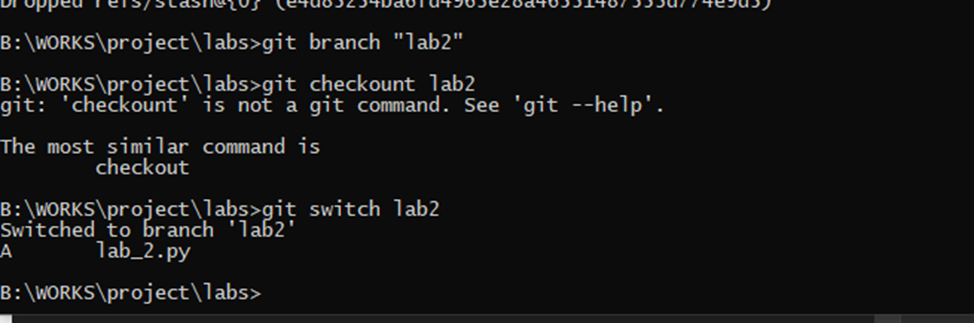 Dropped refs/stash@{0}
B:\WORKS\project\labs>git branch "lab2"
B:\WORKS\project\labs>git checkount lab2
git: 'checkount' is not a git command. See 'git --help'.
The most similar command is
checkout
B:\WORKS\project\labs>git switch lab2
Switched to branch 'lab2'
A lab_2.py
B:\WORKS\project\labs>